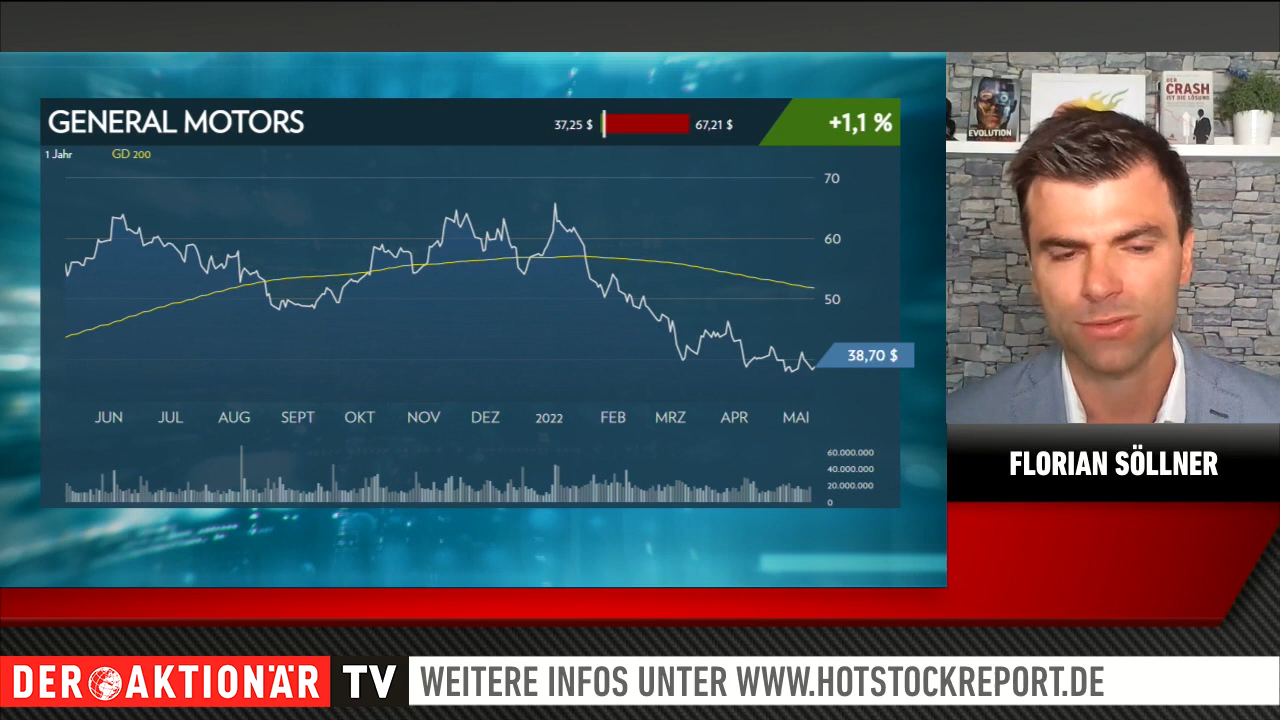 GENERAL MOTORS
37,25 $
67,21 $
+1,1 %
1 Jahr
GD 200
70
60
50
38,70 $
JUN JUL AUG SEPT OKT NOV DEZ 2022 FEB MRZ APR MAI
60.000.000
40.000.000
20.000.000
0
EVOLUTION
DER
CRASH
IST DIE LÖSUNG
FLORIAN SÖLLNER
DER AKTIONÄR TV
WEITERE INFOS UNTER WWW.HOTSTOCKREPORT.DE